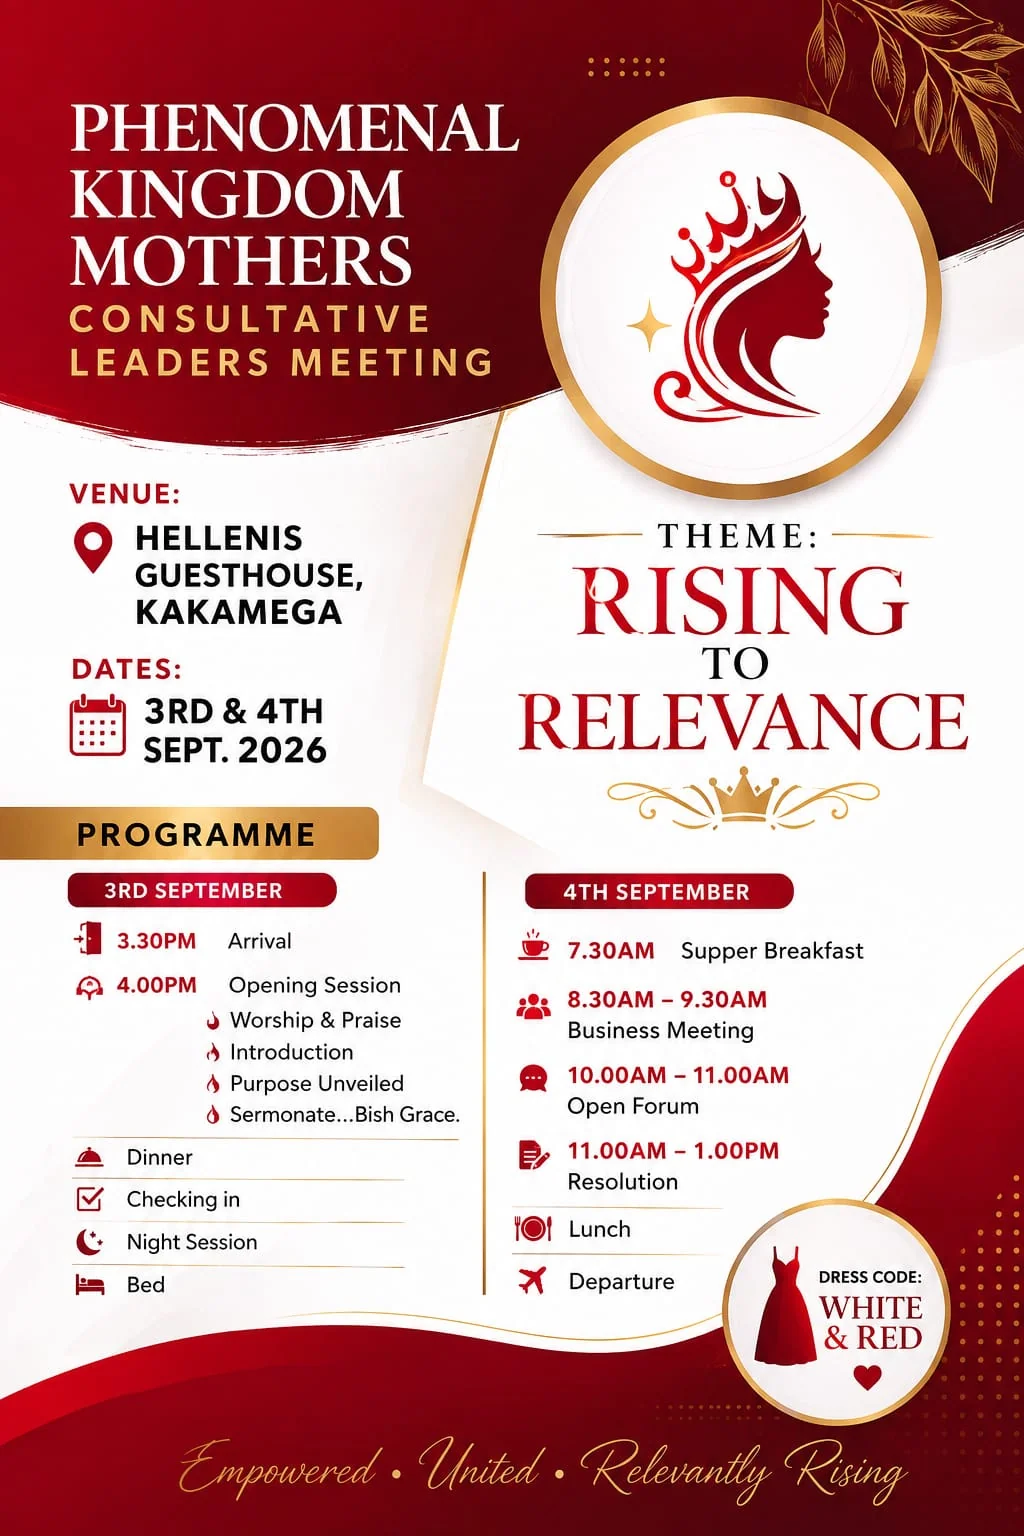 PHENOMENAL
KINGDOM
MOTHERS
CONSULTATIVE
LEADERS MEETING
VENUE:
HELLENIS
GUESTHOUSE,
KAKAMEGA
DATES:
3RD & 4TH
SEPT. 2026
THEME:
RISING
TO
RELEVANCE
PROGRAMME
3RD SEPTEMBER
3.30PM Arrival
4.00PM Opening Session
Worship & Praise
Introduction
Purpose Unveiled
Sermonate...Bish Grace.
Dinner
Checking in
Night Session
Bed
4TH SEPTEMBER
7.30AM Supper Breakfast
8.30AM – 9.30AM
Business Meeting
10.00AM – 11.00AM
Open Forum
11.00AM – 1.00PM
Resolution
Lunch
Departure
DRESS CODE:
WHITE
& RED
Empowered • United • Relevantly Rising